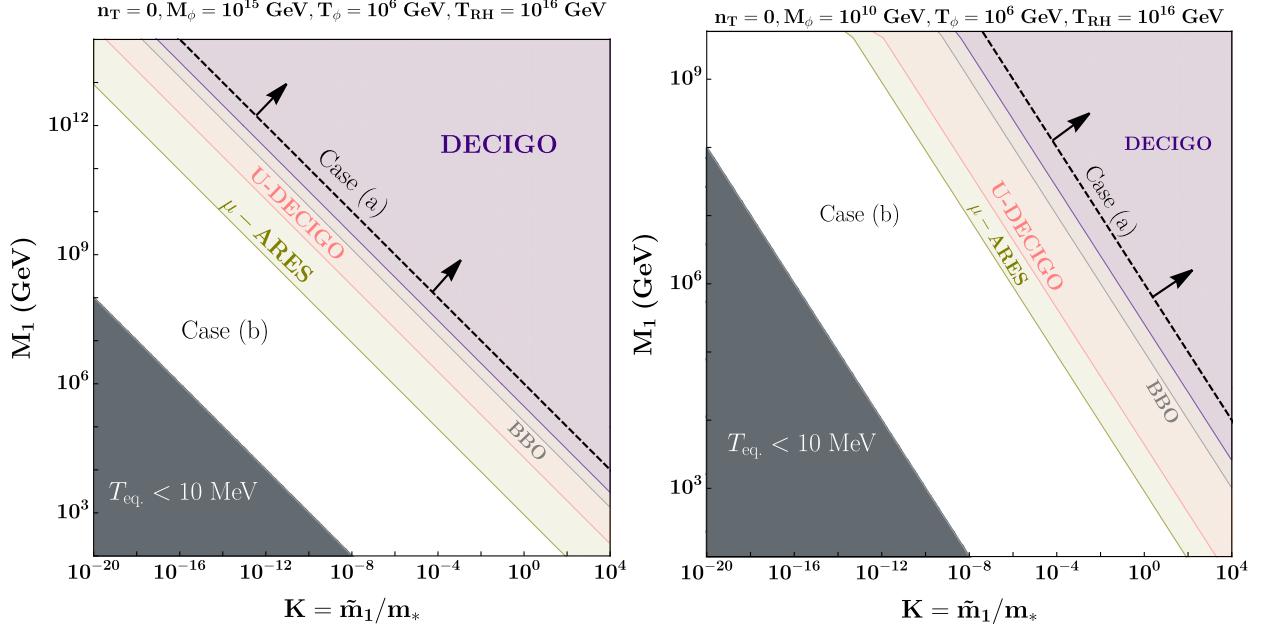 n_T = 0, M_ϕ = 10^15 GeV, T_ϕ = 10^6 GeV, T_RH = 10^16 GeV
10^12
10^9
10^6
10^3
M_1 (GeV)
DECIGO
Case (a)
U-DECIGO
μ − ARES
Case (b)
BBO
T_eq. < 10 MeV
10^−20
10^−16
10^−12
10^−8
10^−4
10^0
10^4
K = m̃_1/m_*
n_T = 0, M_ϕ = 10^10 GeV, T_ϕ = 10^6 GeV, T_RH = 10^16 GeV
10^9
10^6
10^3
M_1 (GeV)
DECIGO
Case (a)
Case (b)
U-DECIGO
μ − ARES
BBO
T_eq. < 10 MeV
10^−20
10^−16
10^−12
10^−8
10^−4
10^0
10^4
K = m̃_1/m_*